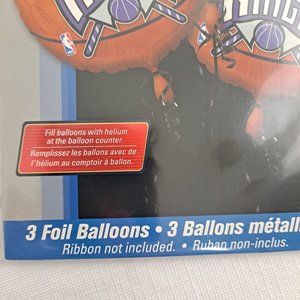 Fill balloons with helium
at the balloon counter.
Remplissez les ballons avec de
l'hélium au comptoir à ballon.
3 Foil Balloons • 3 Ballons métall
Ribbon not included. • Ruban non-inclus.